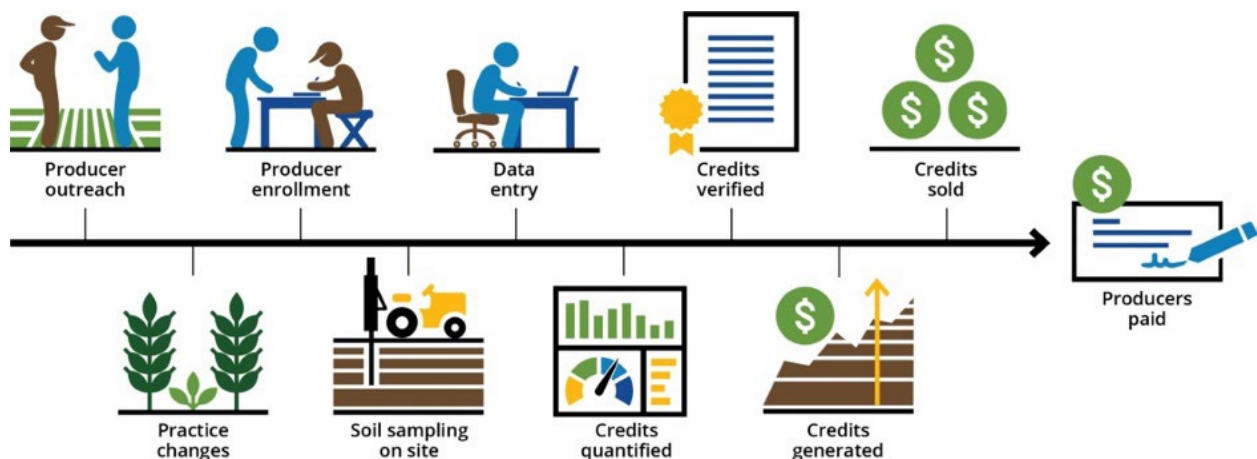 $
$ $
$
Producer
outreach
Producer
enrollment
Data
entry
Credits
verified
Credits
sold
$
Producers
paid
Practice
changes
Soil sampling
on site
Credits
quantified
Credits
generated